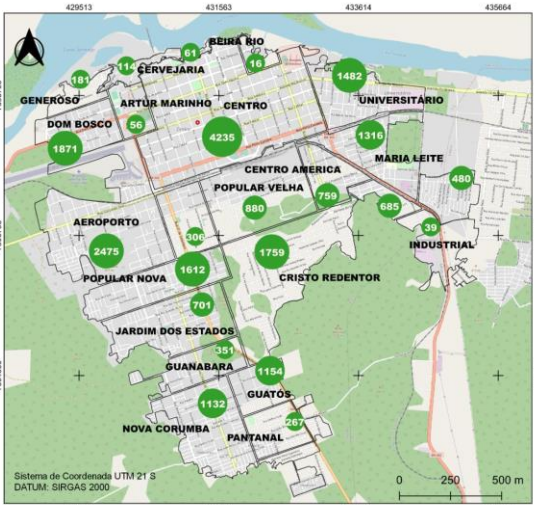 429513 431563 433614 435664
BEIRA RIO
61
114
16
CERVEJARIA
1482
181
GENEROSO
ARTUR MARINHO
CENTRO
UNIVERSITÁRIO
DOM BOSCO
56
4235
1316
1871
MARIA LEITE
CENTRO AMERICA
480
POPULAR VELHA
759
880
685
AEROPORTO
39
306
INDUSTRIAL
2475
1759
1612
POPULAR NOVA
CRISTO REDENTOR
701
JARDIM DOS ESTADOS
351
GUANABARA
1154
GUATÓS
1132
267
NOVA CORUMBA
PANTANAL
Sistema de Coordenada UTM 21 S
DATUM: SIRGAS 2000
0 250 500 m